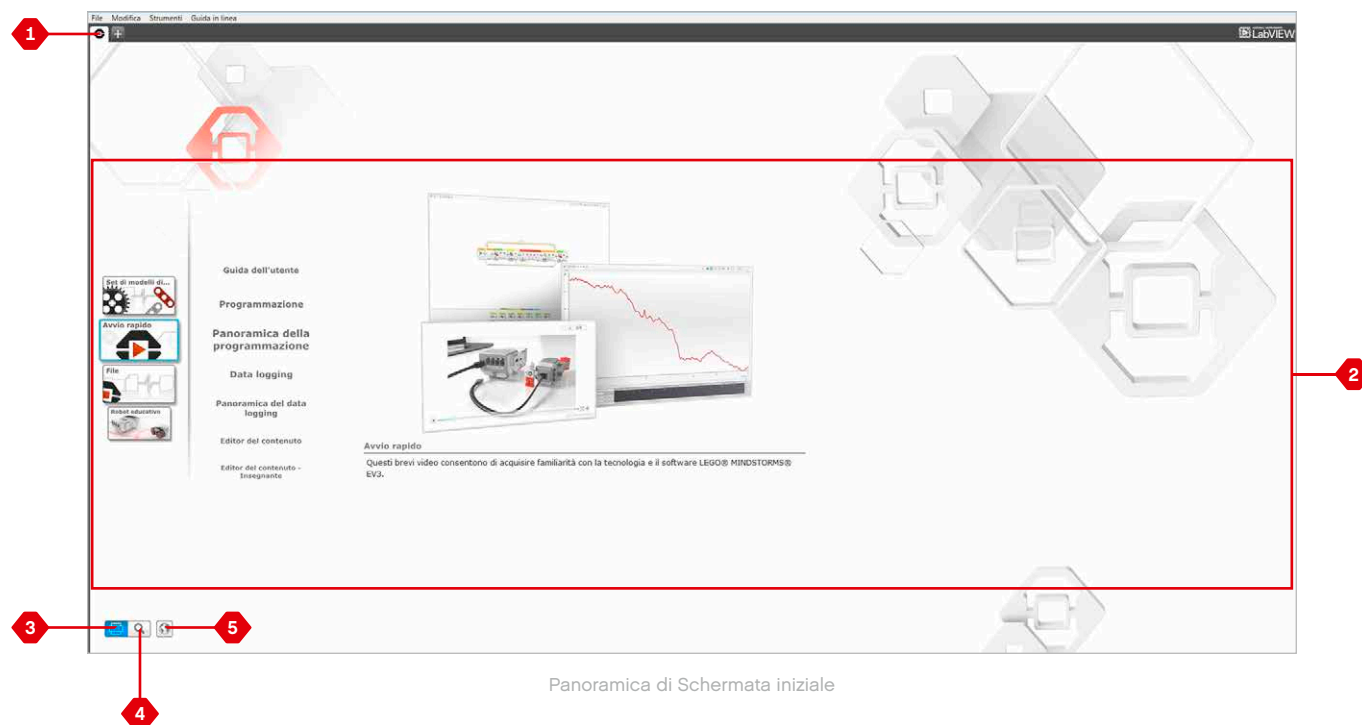 File Modifica Strumenti Guida in linea
1
LabVIEW
Set di modelli di...
Avvio rapido
File
Robot educativo
Guida dell'utente
Programmazione
Panoramica della
programmazione
Data logging
Panoramica del data
logging
Editor del contenuto
Editor del contenuto -
Insegnante
Avvio rapido
Questi brevi video consentono di acquisire familiarità con la tecnologia e il software LEGO® MINDSTORMS®
EV3.
2
3
5
4
Panoramica di Schermata iniziale